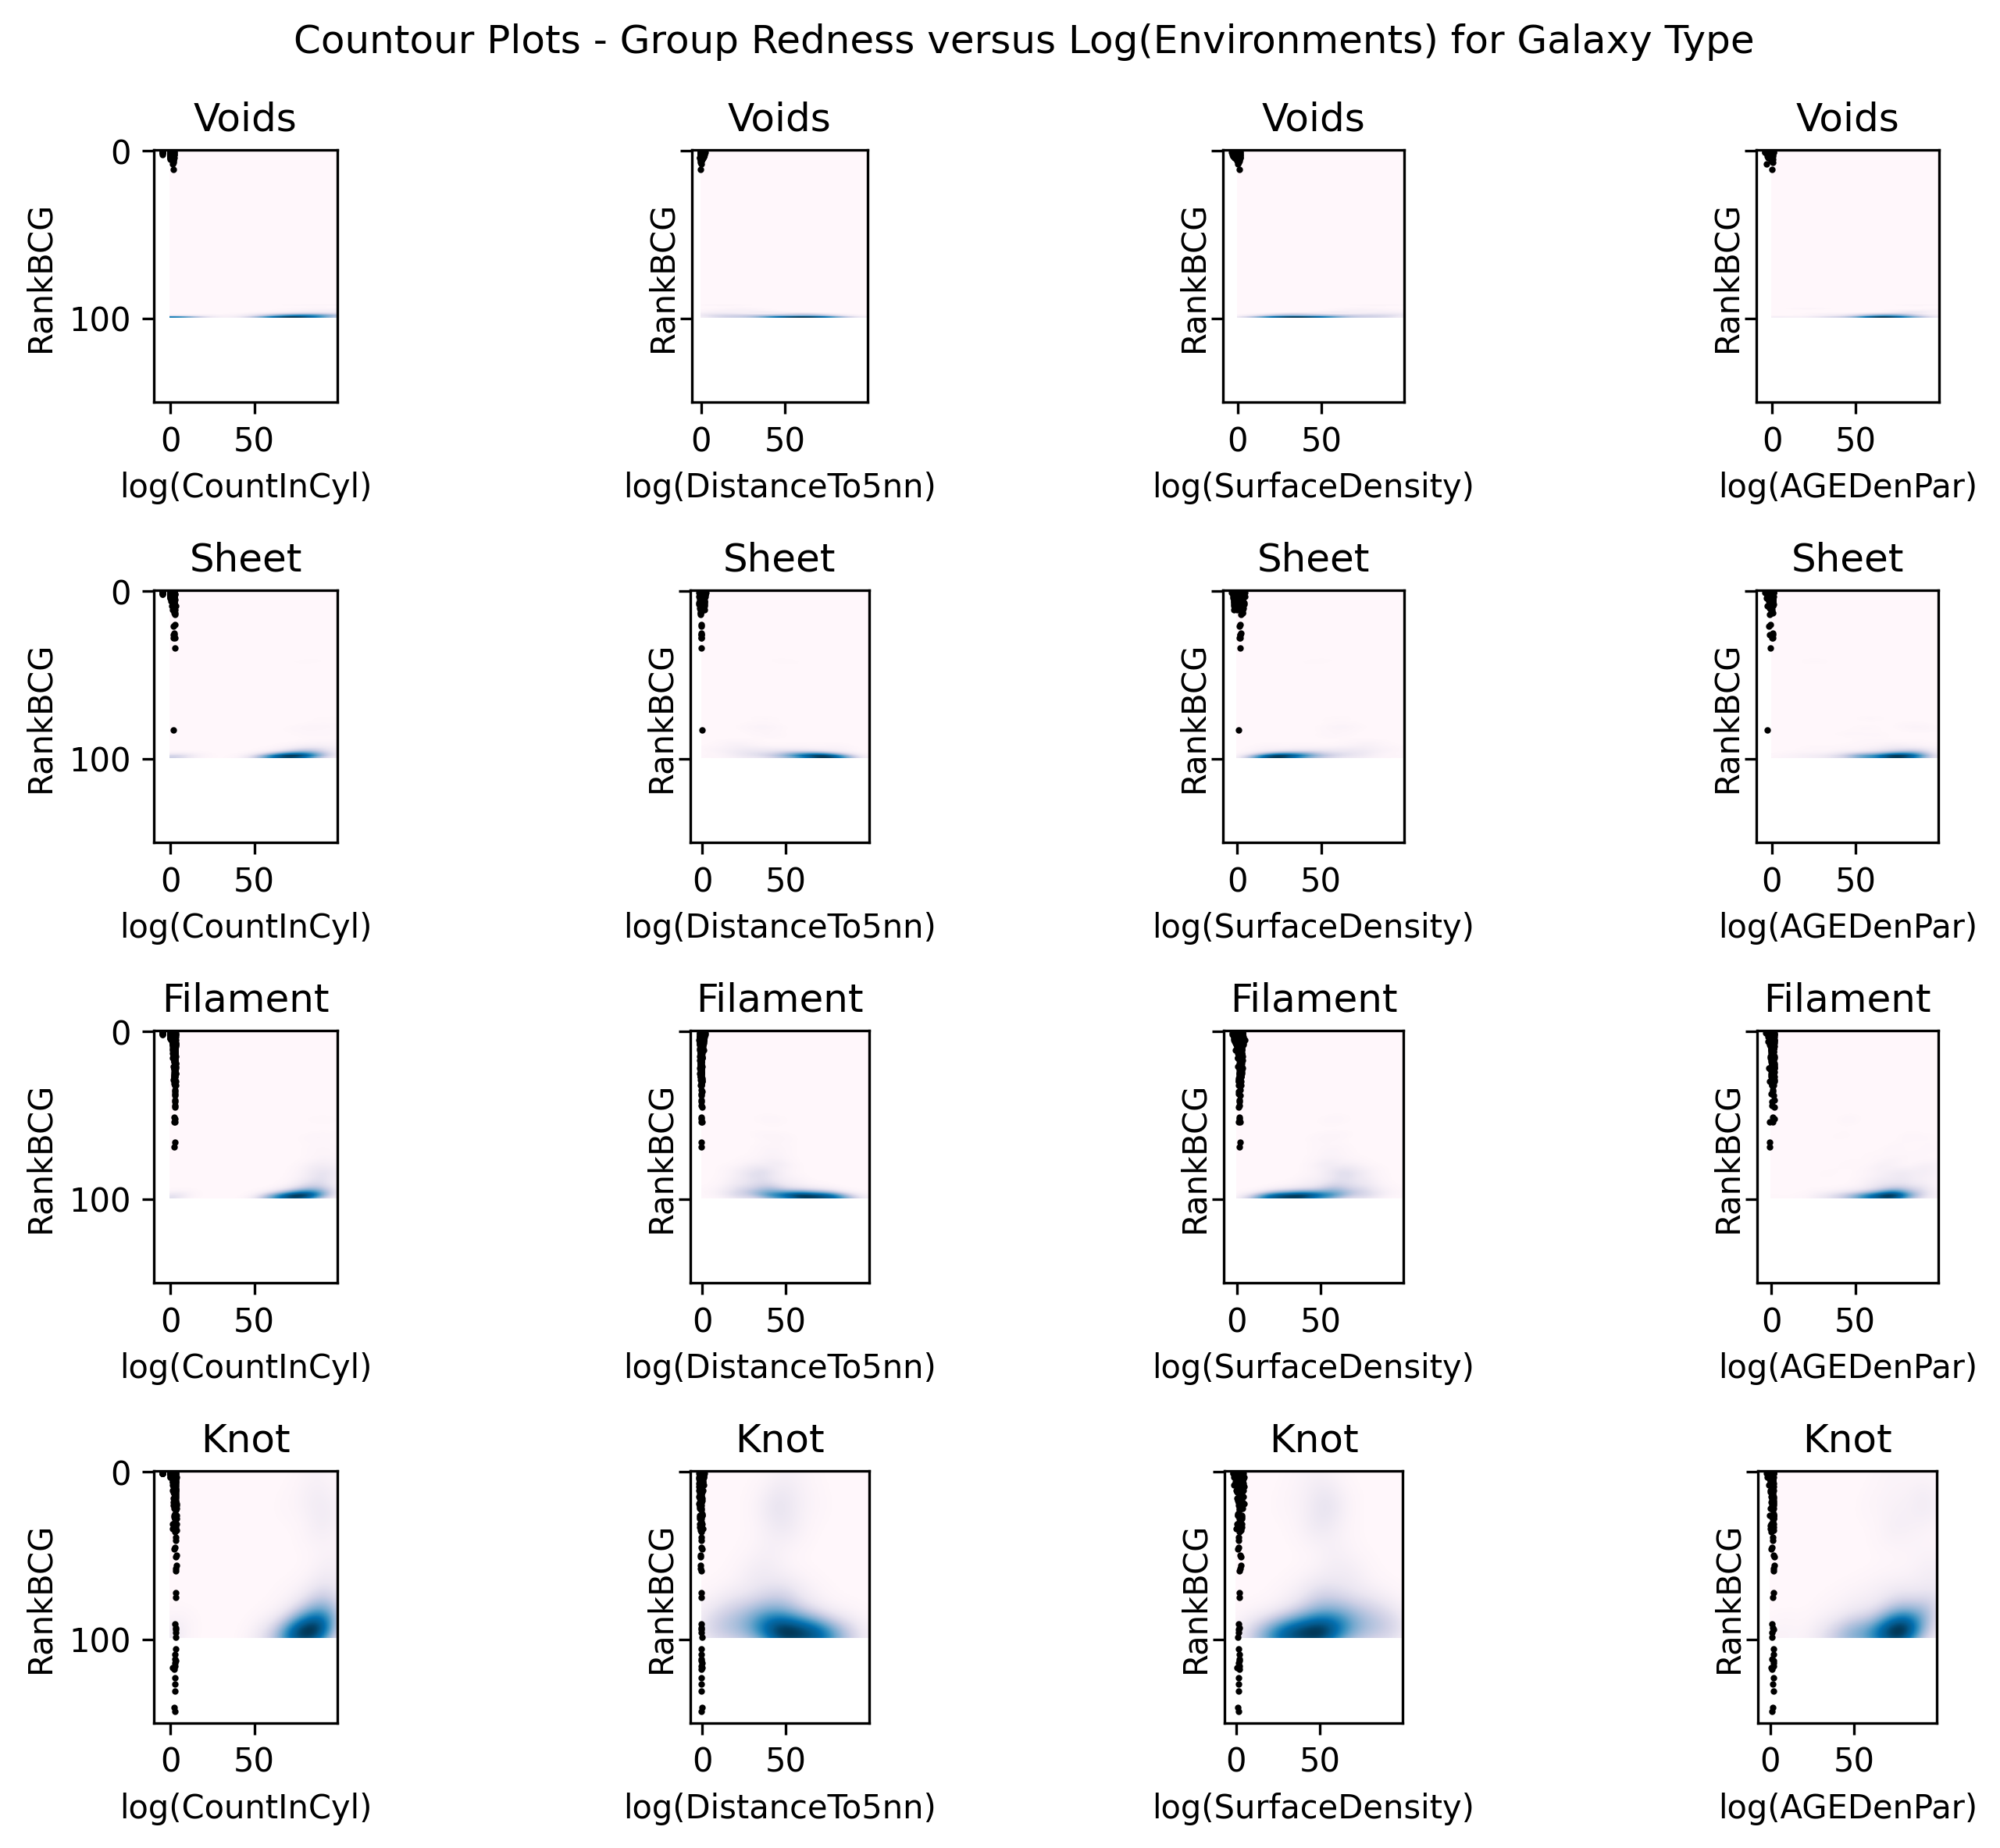 Countour Plots - Group Redness versus Log(Environments) for Galaxy Type
Voids Voids Voids Voids
0
RankBCG RankBCG RankBCG RankBCG
100
0 50 0 50 0 50 0 50
log(CountInCyl) log(DistanceTo5nn) log(SurfaceDensity) log(AGEDenPar)
Sheet Sheet Sheet Sheet
0
RankBCG RankBCG RankBCG RankBCG
100
0 50 0 50 0 50 0 50
log(CountInCyl) log(DistanceTo5nn) log(SurfaceDensity) log(AGEDenPar)
Filament Filament Filament Filament
0
RankBCG RankBCG RankBCG RankBCG
100
0 50 0 50 0 50 0 50
log(CountInCyl) log(DistanceTo5nn) log(SurfaceDensity) log(AGEDenPar)
Knot Knot Knot Knot
0
RankBCG RankBCG RankBCG RankBCG
100
0 50 0 50 0 50 0 50
log(CountInCyl) log(DistanceTo5nn) log(SurfaceDensity) log(AGEDenPar)